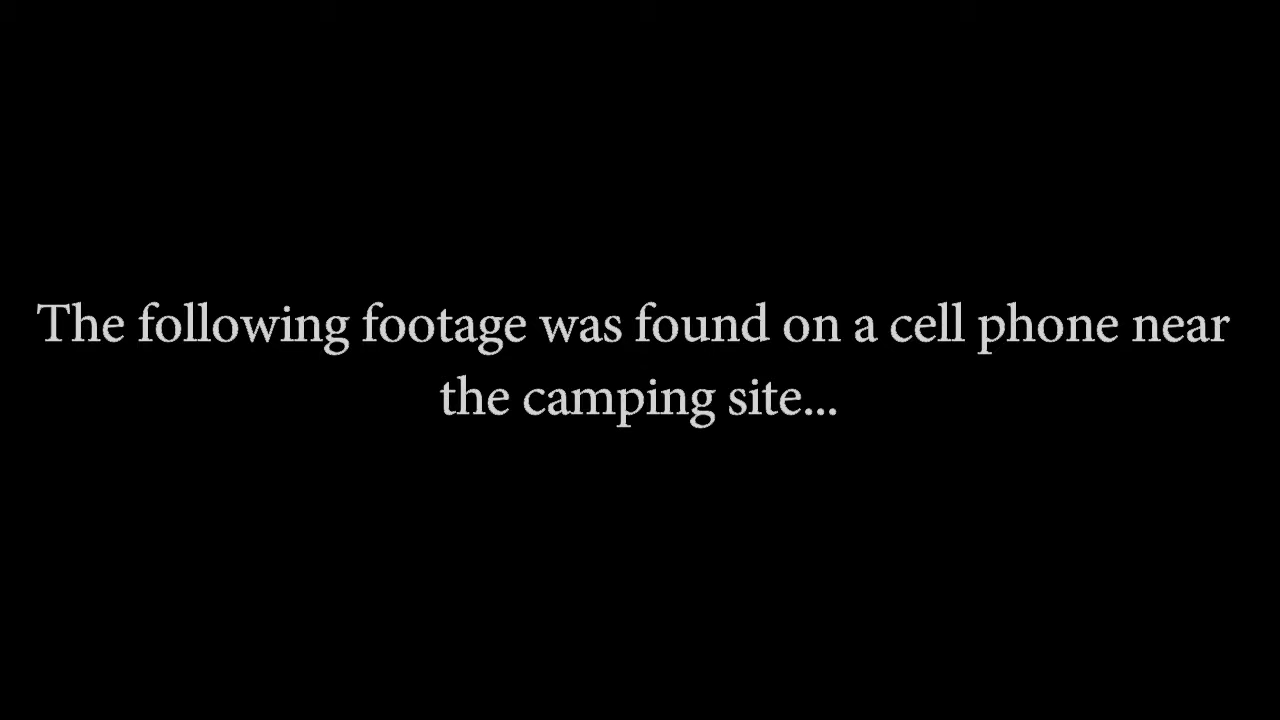 The following footage was found on a cell phone near
the camping site...